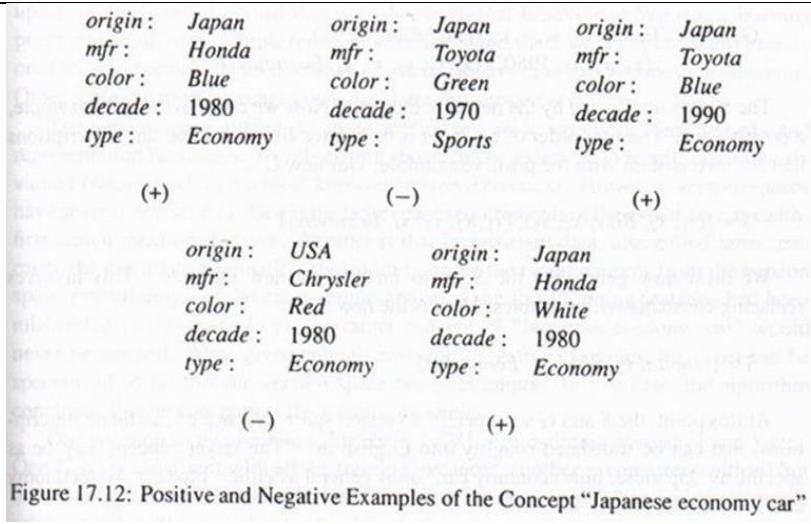 origin : Japan origin : Japan origin : Japan
mfr : Honda mfr : Toyota mfr : Toyota
color : Blue color : Green color : Blue
decade : 1980 decade : 1970 decade : 1990
type : Economy type : Sports type : Economy
(+) (−) (+)
origin : USA origin : Japan
mfr : Chrysler mfr : Honda
color : Red color : White
decade : 1980 decade : 1980
type : Economy type : Economy
(−) (+)
Figure 17.12: Positive and Negative Examples of the Concept “Japanese economy car”